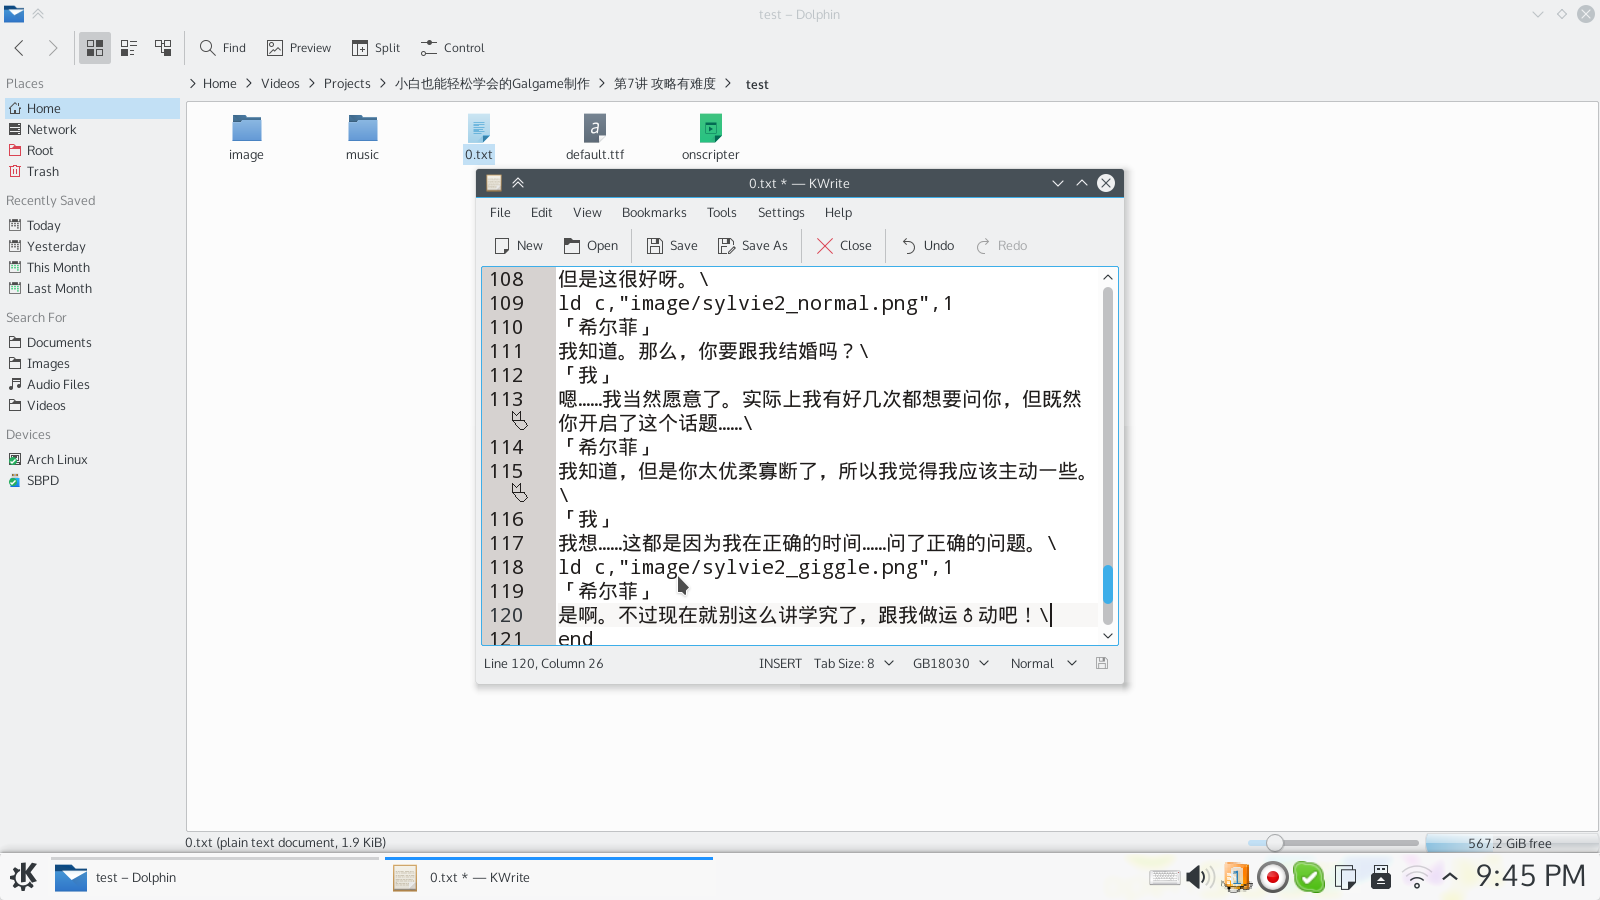 test – Dolphin
Find
Preview
Split
Control
Places
Home
Network
Root
Trash
Recently Saved
Today
Yesterday
This Month
Last Month
Search For
Documents
Images
Audio Files
Videos
Devices
Arch Linux
SBPD
Home
Videos
Projects
小白也能轻松学会的Galgame制作
第7讲 攻略有难度
test
image
music
0.txt
default.ttf
onscripter
0.txt * — KWrite
File Edit View Bookmarks Tools Settings Help
New Open Save Save As Close Undo Redo
108 但是这很好呀。\
109 ld c,"image/sylvie2_normal.png",1
110 「希尔菲」
111 我知道。那么，你要跟我结婚吗？\
112 「我」
113 嗯……我当然愿意了。实际上我有好几次都想要问你，但既然
你开启了这个话题……\
114 「希尔菲」
115 我知道，但是你太优柔寡断了，所以我觉得我应该主动一些。
\
116 「我」
117 我想……这都是因为我在正确的时间……问了正确的问题。\
118 ld c,"image/sylvie2_giggle.png",1
119 「希尔菲」
120 是啊。不过现在就别这么讲学究了，跟我做运♂动吧！\
121 end
Line 120, Column 26
INSERT
Tab Size: 8
GB18030
Normal
0.txt (plain text document, 1.9 KiB)
567.2 GiB free
test – Dolphin
0.txt * — KWrite
1
9:45 PM